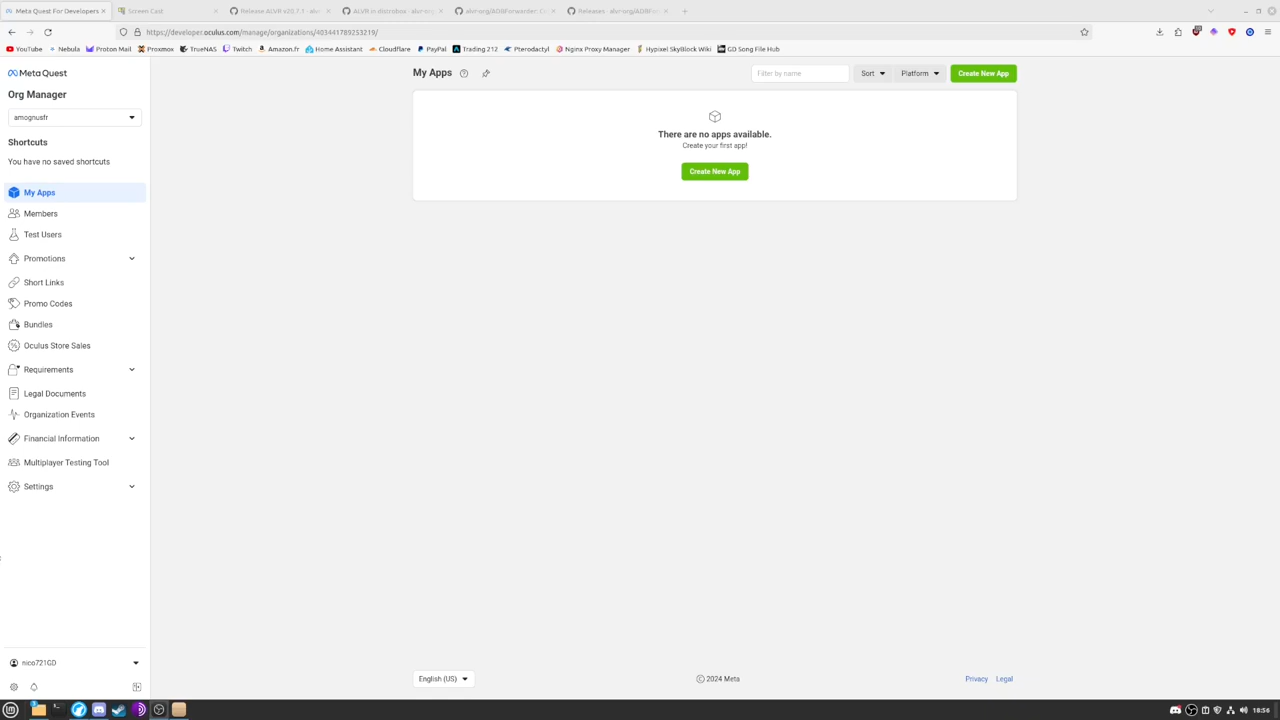 Meta Quest For Developers
Screen Cast
Release ALVR v20.7.1 · alvr
ALVR in distrobox · alvr-org
alvr-org/ADBForwarder: C
Releases · alvr-org/ADBFor
https://developer.oculus.com/manage/organizations/403441789253219/
YouTube
Nebula
Proton Mail
Proxmox
TrueNAS
Twitch
Amazon.fr
Home Assistant
Cloudflare
PayPal
Trading 212
Pterodactyl
Nginx Proxy Manager
Hypixel SkyBlock Wiki
GD Song File Hub
Meta Quest
Org Manager
amognusfr
Shortcuts
You have no saved shortcuts
My Apps
Members
Test Users
Promotions
Short Links
Promo Codes
Bundles
Oculus Store Sales
Requirements
Legal Documents
Organization Events
Financial Information
Multiplayer Testing Tool
Settings
nico721GD
My Apps
Filter by name
Sort
Platform
Create New App
There are no apps available.
Create your first app!
Create New App
English (US)
© 2024 Meta
Privacy
Legal
18:56